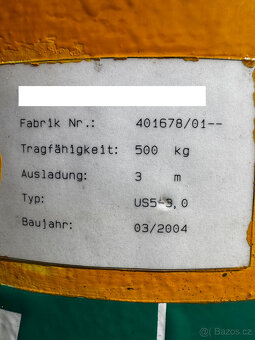 Fabrik Nr.: 401678/01--
Tragfähigkeit: 500 kg
Ausladung: 3 m
Typ: US5-3,0
Baujahr: 03/2004
© Bazos.cz